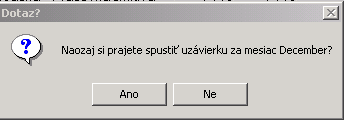 Dotaz?
Naozaj si prajete spustiť uzávierku za mesiac December?
Ano
Ne